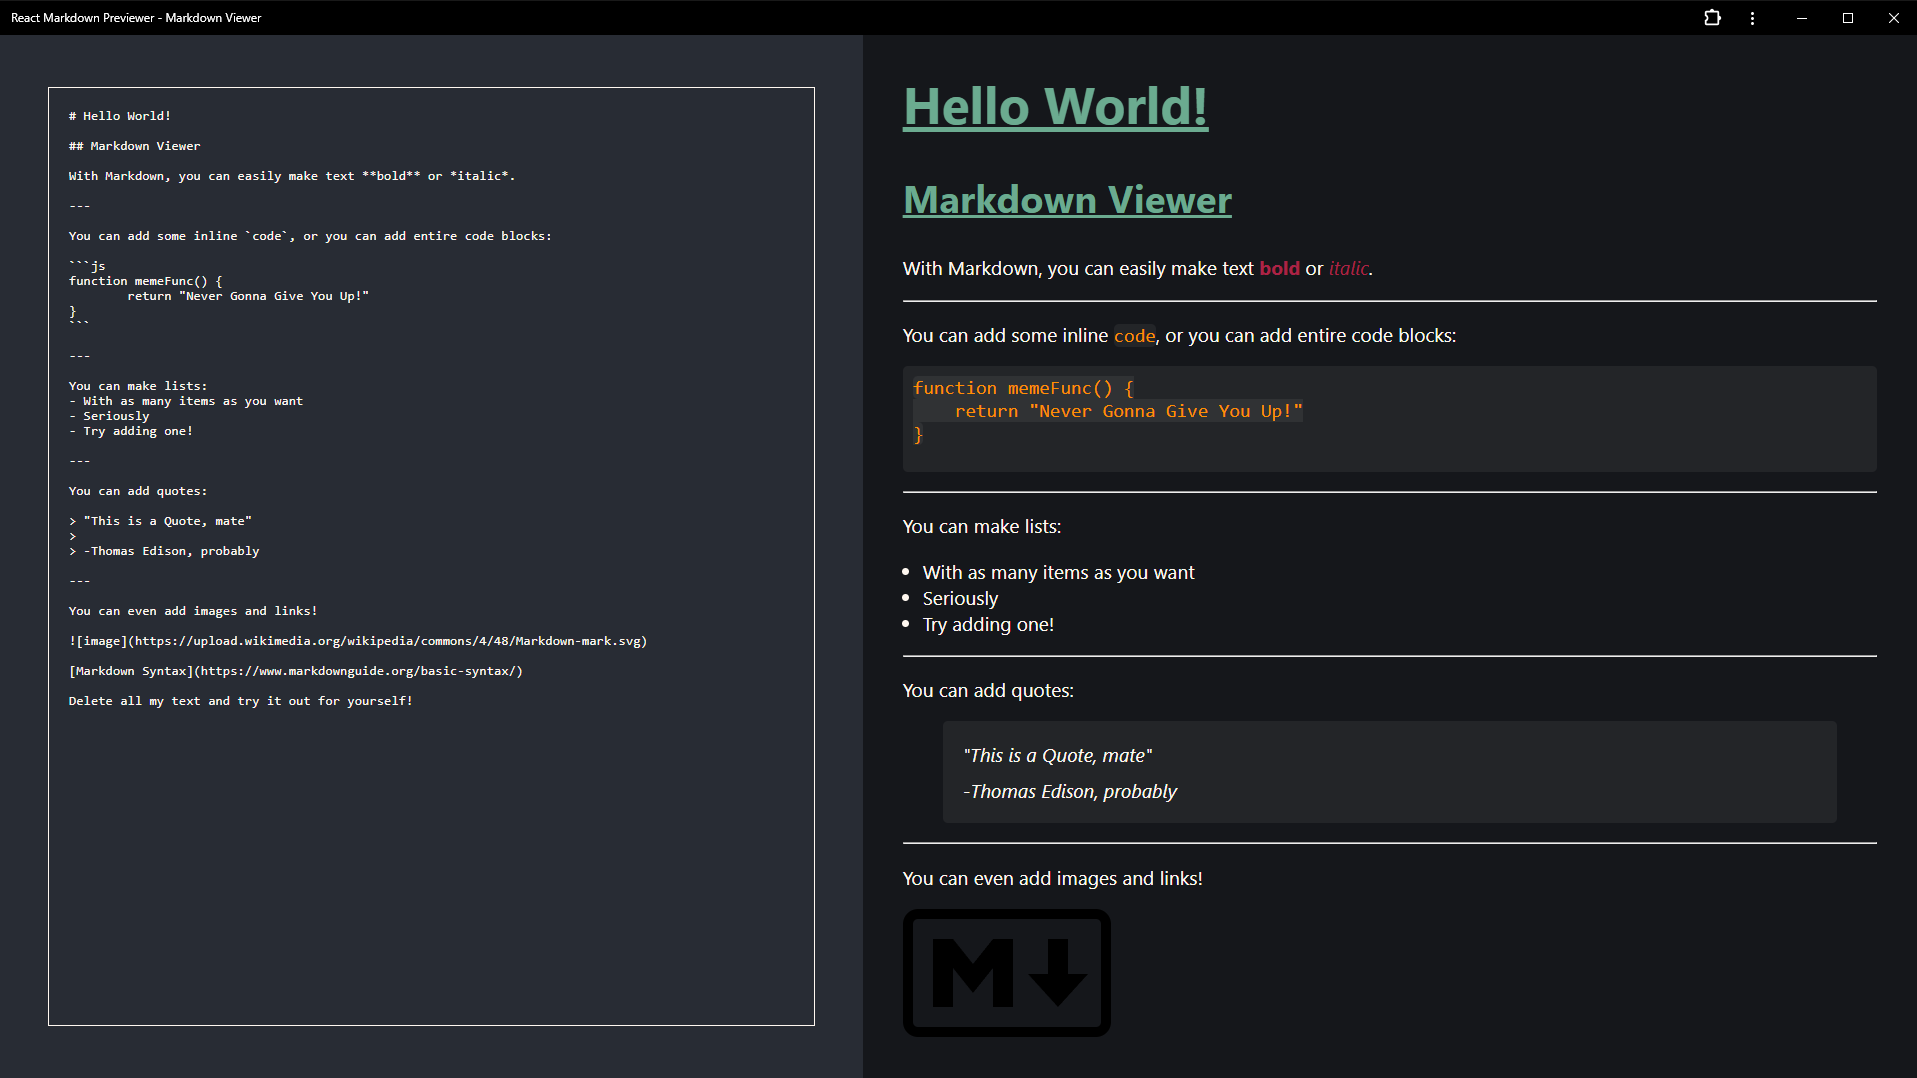 React Markdown Previewer - Markdown Viewer
# Hello World!
## Markdown Viewer
With Markdown, you can easily make text **bold** or *italic*.
---
You can add some inline `code`, or you can add entire code blocks:
```js
function memeFunc() {
        return "Never Gonna Give You Up!"
}
```
---
You can make lists:
- With as many items as you want
- Seriously
- Try adding one!
---
You can add quotes:
> "This is a Quote, mate"
>
> -Thomas Edison, probably
---
You can even add images and links!
![image](https://upload.wikimedia.org/wikipedia/commons/4/48/Markdown-mark.svg)
[Markdown Syntax](https://www.markdownguide.org/basic-syntax/)
Delete all my text and try it out for yourself!
Hello World!
Markdown Viewer
With Markdown, you can easily make text bold or italic.
You can add some inline code, or you can add entire code blocks:
function memeFunc() {
    return "Never Gonna Give You Up!"
}
You can make lists:
• With as many items as you want
• Seriously
• Try adding one!
You can add quotes:
"This is a Quote, mate"
-Thomas Edison, probably
You can even add images and links!
M